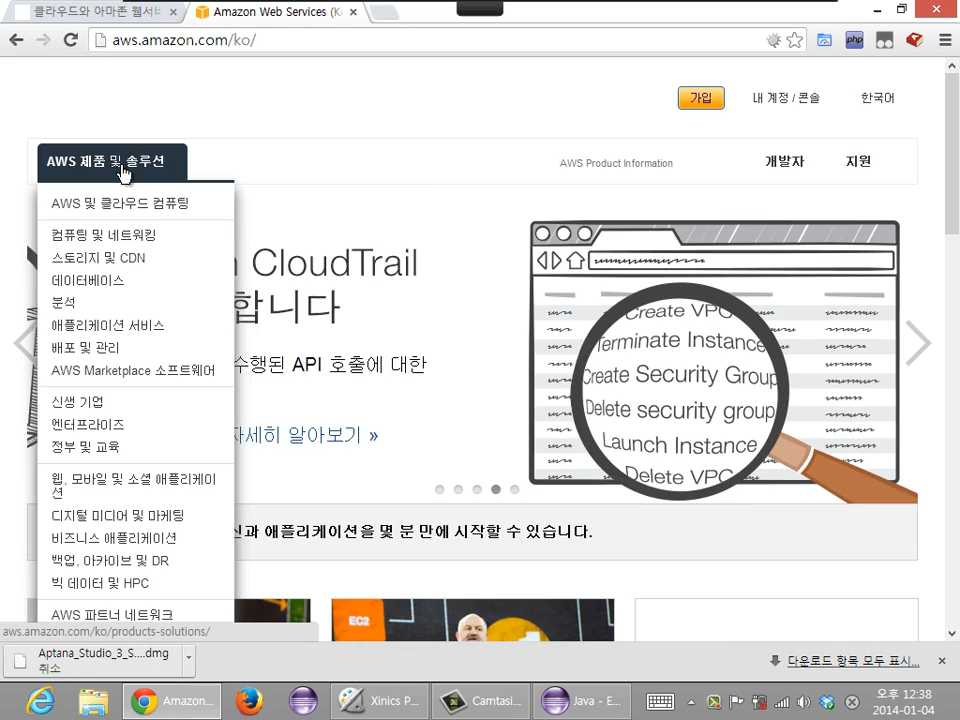 클라우드와 아마존 웹서비
Amazon Web Services (K
aws.amazon.com/ko/
php
가입
내 계정 / 콘솔
한국어
AWS 제품 및 솔루션
AWS Product Information
개발자
지원
AWS 및 클라우드 컴퓨팅
컴퓨팅 및 네트워킹
스토리지 및 CDN
데이터베이스
분석
애플리케이션 서비스
배포 및 관리
AWS Marketplace 소프트웨어
신생 기업
엔터프라이즈
정부 및 교육
웹, 모바일 및 소셜 애플리케이
션
디지털 미디어 및 마케팅
비즈니스 애플리케이션
백업, 아카이브 및 DR
빅 데이터 및 HPC
AWS 파트너 네트워크
CloudTrail
합니다
수행된 API 호출에 대한
자세히 알아보기 »
Create VPC
Terminate Instance
Create Security Group
Delete security group
Launch Instance
Delete VPC
애플리케이션을 몇 분 만에 시작할 수 있습니다.
EC2
aws.amazon.com/ko/products-solutions/
Aptana_Studio_3_S....dmg
취소
다운로드 항목 모두 표시...
Amazon...
Xinics P...
Camtasi...
Java - E...
오후 12:38
2014-01-04